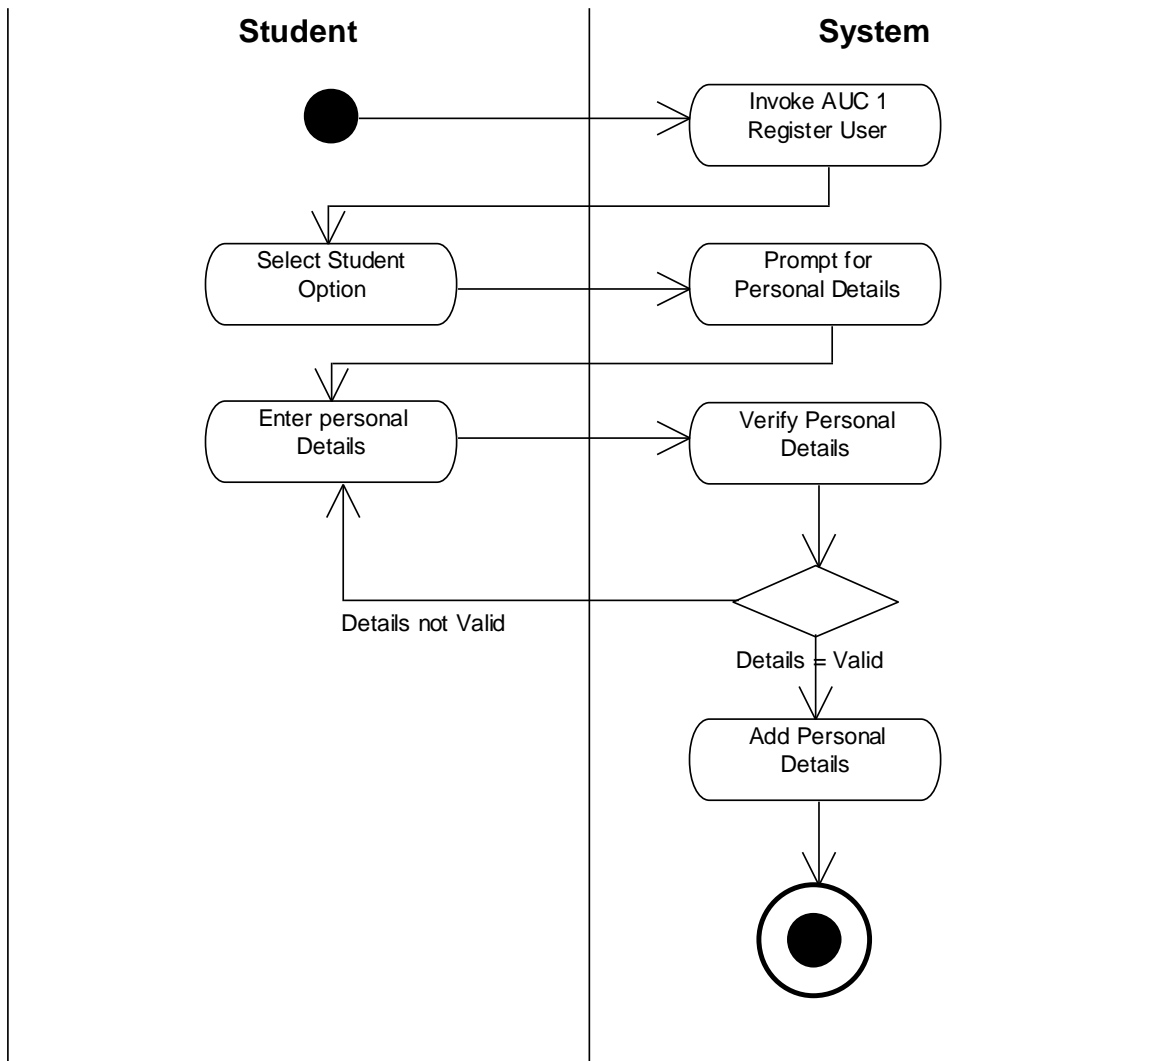 Student
System
Invoke AUC 1
Register User
Select Student
Option
Prompt for
Personal Details
Enter personal
Details
Verify Personal
Details
Details not Valid
Details = Valid
Add Personal
Details